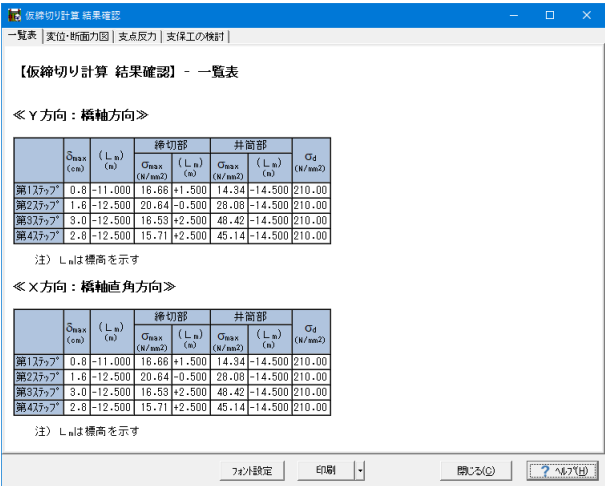 仮締切り計算 結果確認
一覧表 変位・断面力図 支点反力 支保工の検討
【仮締切り計算 結果確認】 - 一覧表
≪Y方向：橋軸方向≫
締切部 井筒部
δmax (cm) (Lm) (m) σmax (N/mm2) (Lm) (m) σmax (N/mm2) (Lm) (m) σd (N/mm2)
第1ｽﾃｯﾌﾟ 0.8 -11.000 16.66 +1.500 14.34 -14.500 210.00
第2ｽﾃｯﾌﾟ 1.6 -12.500 20.64 -0.500 28.08 -14.500 210.00
第3ｽﾃｯﾌﾟ 3.0 -12.500 16.53 +2.500 48.42 -14.500 210.00
第4ｽﾃｯﾌﾟ 2.8 -12.500 15.71 +2.500 45.14 -14.500 210.00
注） Lmは標高を示す
≪X方向：橋軸直角方向≫
締切部 井筒部
δmax (cm) (Lm) (m) σmax (N/mm2) (Lm) (m) σmax (N/mm2) (Lm) (m) σd (N/mm2)
第1ｽﾃｯﾌﾟ 0.8 -11.000 16.66 +1.500 14.34 -14.500 210.00
第2ｽﾃｯﾌﾟ 1.6 -12.500 20.64 -0.500 28.08 -14.500 210.00
第3ｽﾃｯﾌﾟ 3.0 -12.500 16.53 +2.500 48.42 -14.500 210.00
第4ｽﾃｯﾌﾟ 2.8 -12.500 15.71 +2.500 45.14 -14.500 210.00
注） Lmは標高を示す
ﾌｫﾝﾄ設定 印刷 閉じる(C) ? ﾍﾙﾌﾟ(H)